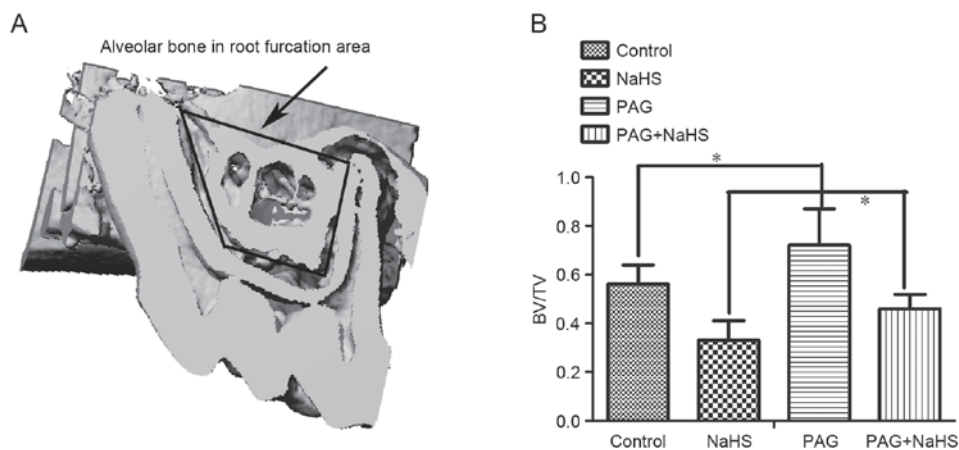 A
Alveolar bone in root furcation area
B
Control
NaHS
PAG
PAG+NaHS
*
*
1.0
0.8
0.6
0.4
0.2
0.0
BV/TV
Control NaHS PAG PAG+NaHS